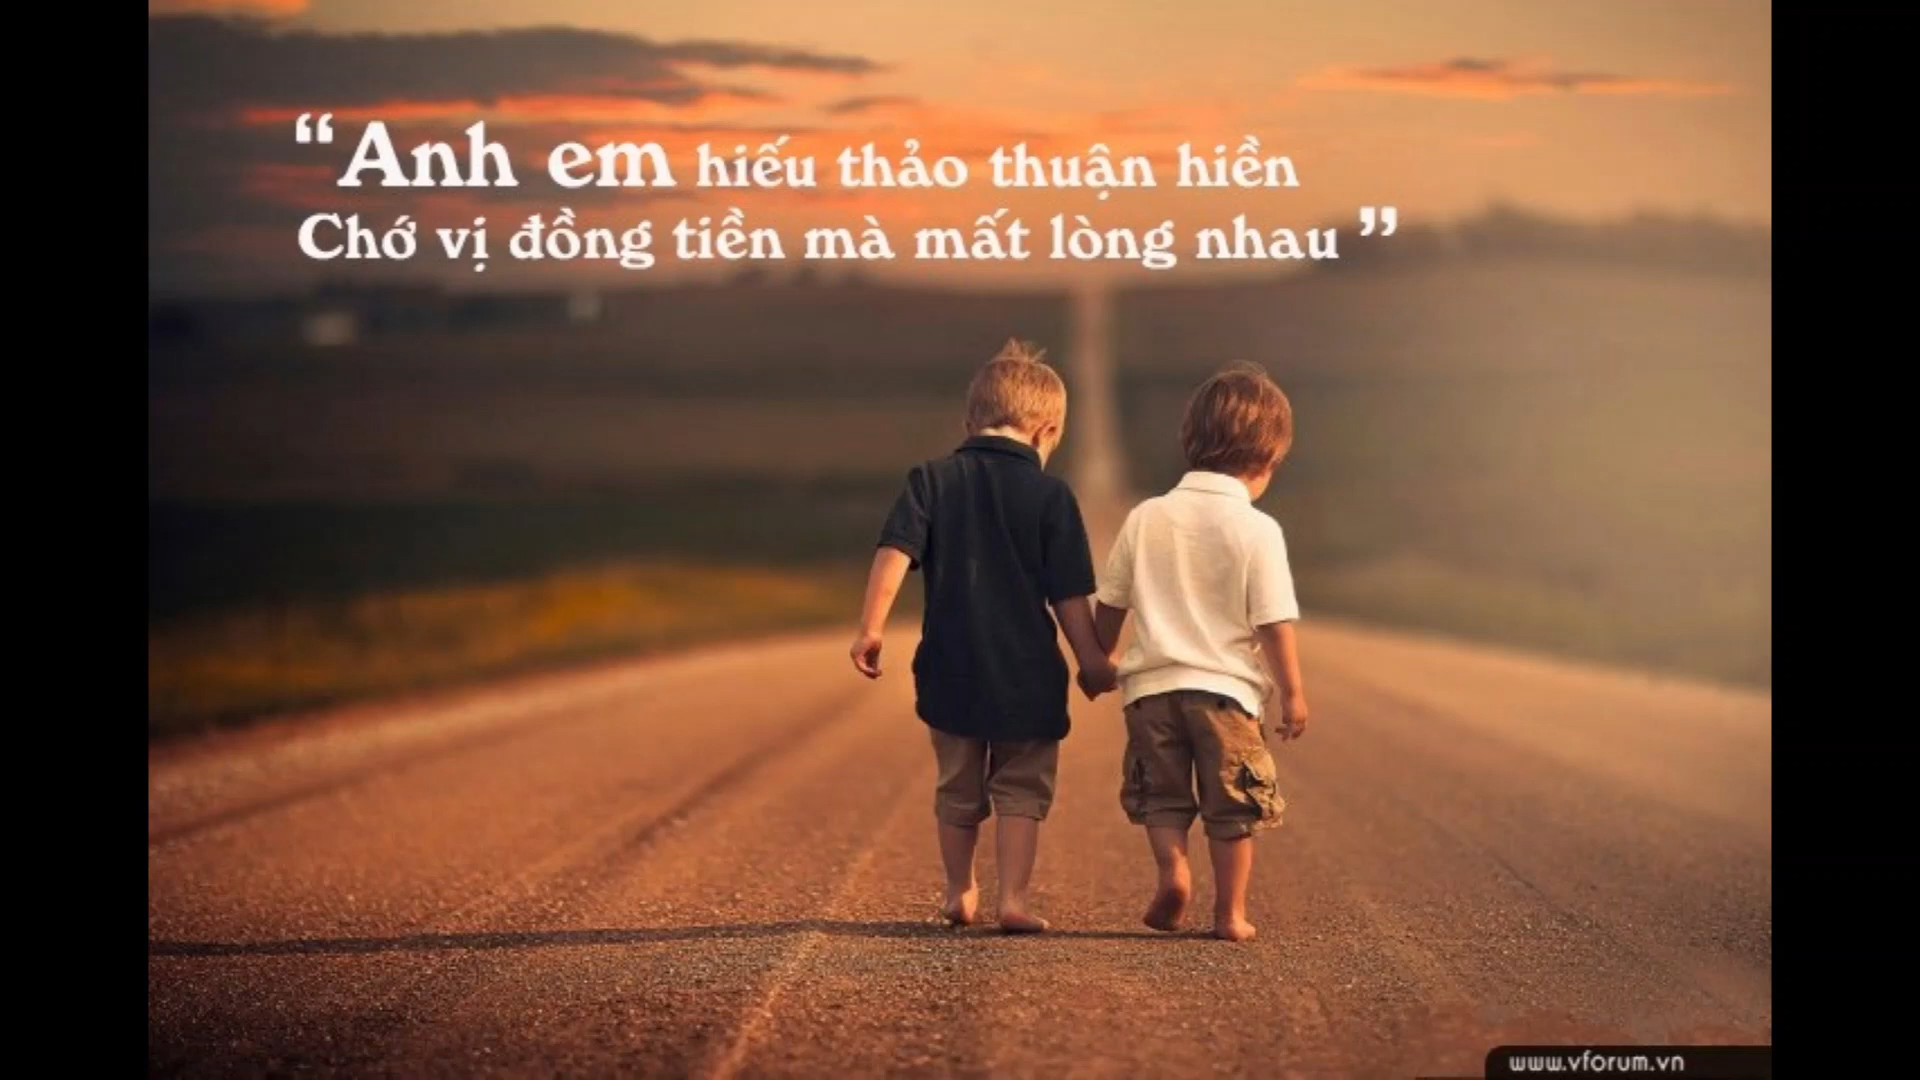 “Anh em hiếu thảo thuận hiền
Chớ vị đồng tiền mà mất lòng nhau”
www.vforum.vn